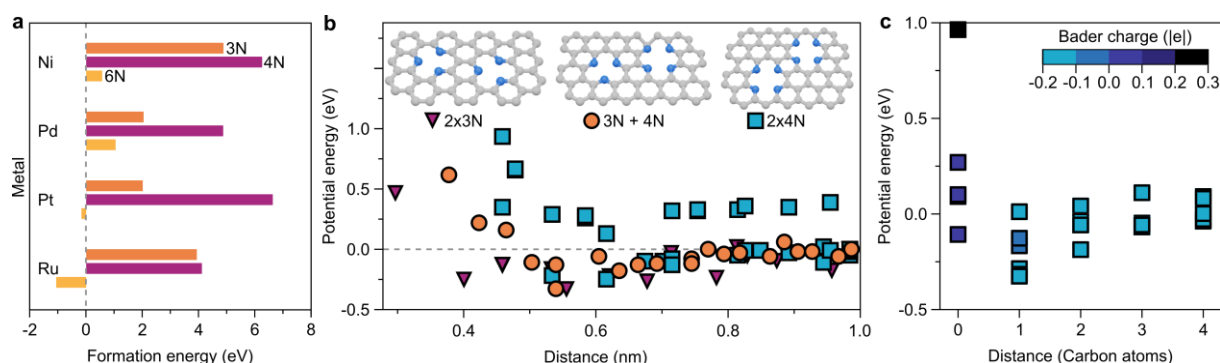 a
Metal
Ni
Pd
Pt
Ru
3N
4N
6N
-2
0
2
4
6
8
Formation energy (eV)
b
Potential energy (eV)
1.0
0.5
0.0
-0.5
2x3N
3N + 4N
2x4N
0.4
0.6
0.8
1.0
Distance (nm)
c
Potential energy (eV)
1.0
0.5
0.0
-0.5
Bader charge (|e|)
-0.2 -0.1 0.0 0.1 0.2 0.3
0
1
2
3
4
Distance (Carbon atoms)